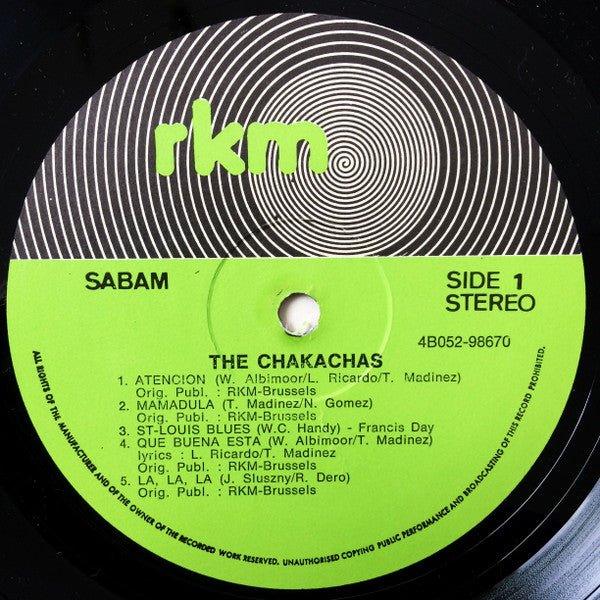 rkm
SABAM
SIDE 1
STEREO
4B052-98670
THE CHAKACHAS
1. ATENCION (W. Albimoor/L. Ricardo/T. Madinez)
Orig. Publ. : RKM-Brussels
2. MAMADULA (T. Madinez/N. Gomez)
Orig. Publ. : RKM-Brussels
3. ST-LOUIS BLUES (W.C. Handy) - Francis Day
4. QUE BUENA ESTA (W. Albimoor/T. Madinez)
lyrics : L. Ricardo/T. Madinez
Orig. Publ. : RKM-Brussels
5. LA, LA, LA (J. Sluszny/R. Dero)
Orig. Publ. : RKM-Brussels
ALL RIGHTS OF THE MANUFACTURER AND OF THE OWNER OF THE RECORDED WORK RESERVED. UNAUTHORISED COPYING PUBLIC PERFORMANCE AND BROADCASTING OF THIS RECORD PROHIBITED.